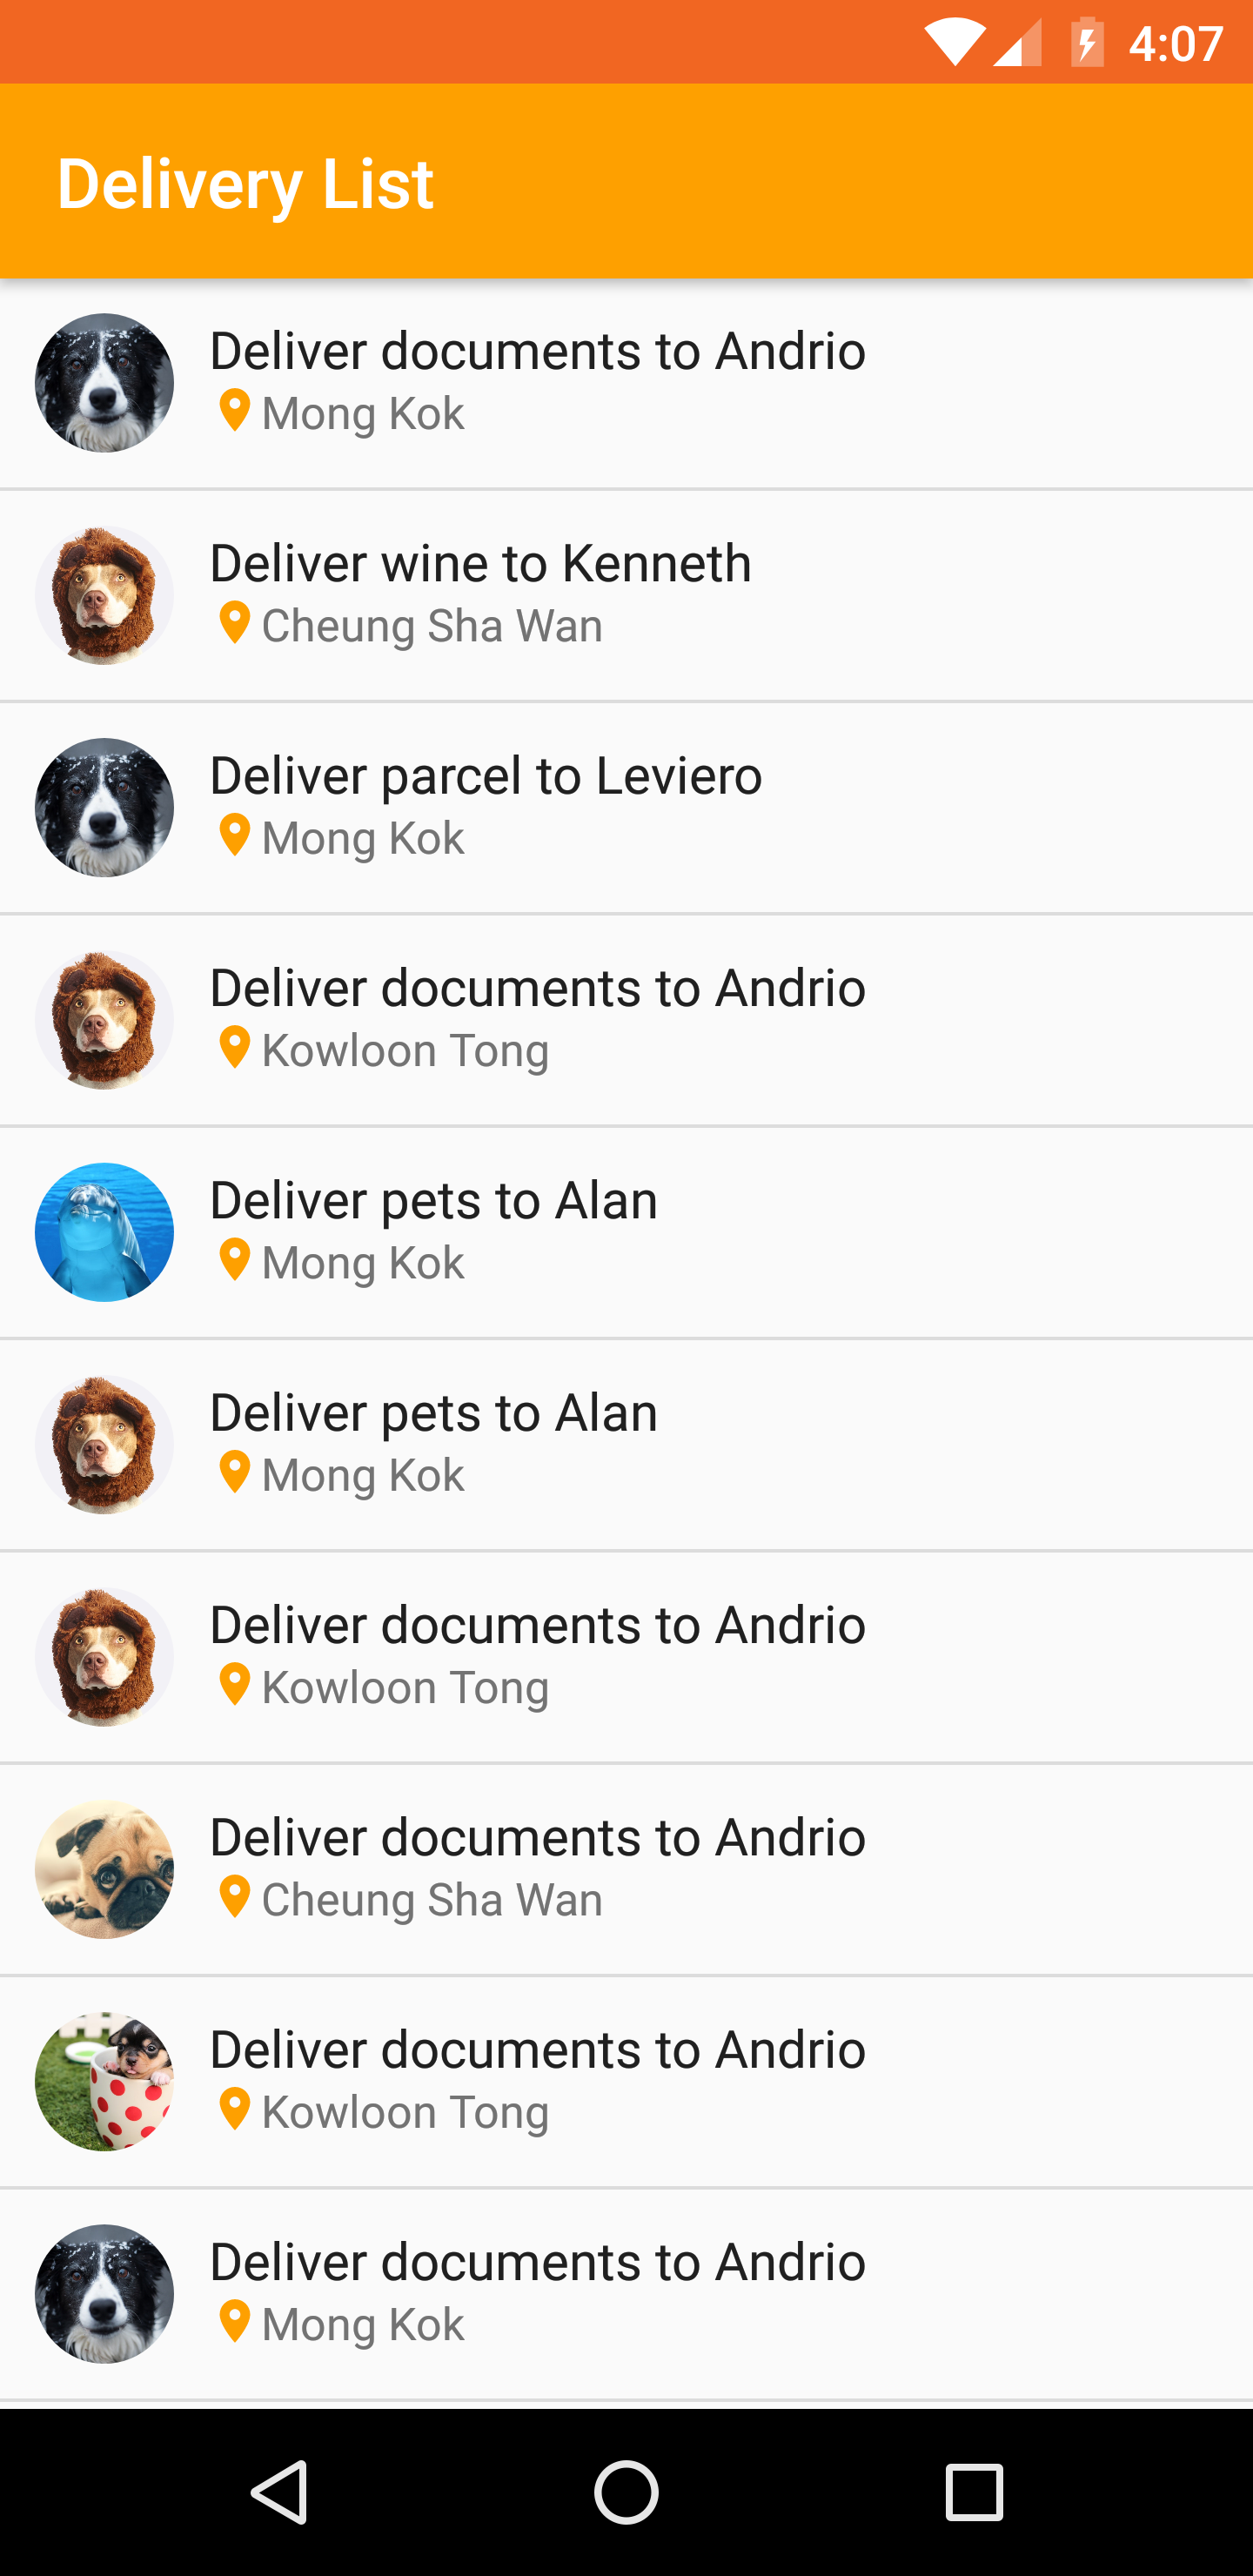 4:07
Delivery List
Deliver documents to Andrio
Mong Kok
Deliver wine to Kenneth
Cheung Sha Wan
Deliver parcel to Leviero
Mong Kok
Deliver documents to Andrio
Kowloon Tong
Deliver pets to Alan
Mong Kok
Deliver pets to Alan
Mong Kok
Deliver documents to Andrio
Kowloon Tong
Deliver documents to Andrio
Cheung Sha Wan
Deliver documents to Andrio
Kowloon Tong
Deliver documents to Andrio
Mong Kok